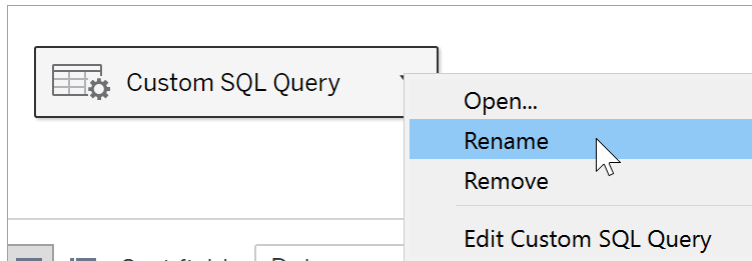 Custom SQL Query
Open...
Rename
Remove
Edit Custom SQL Query